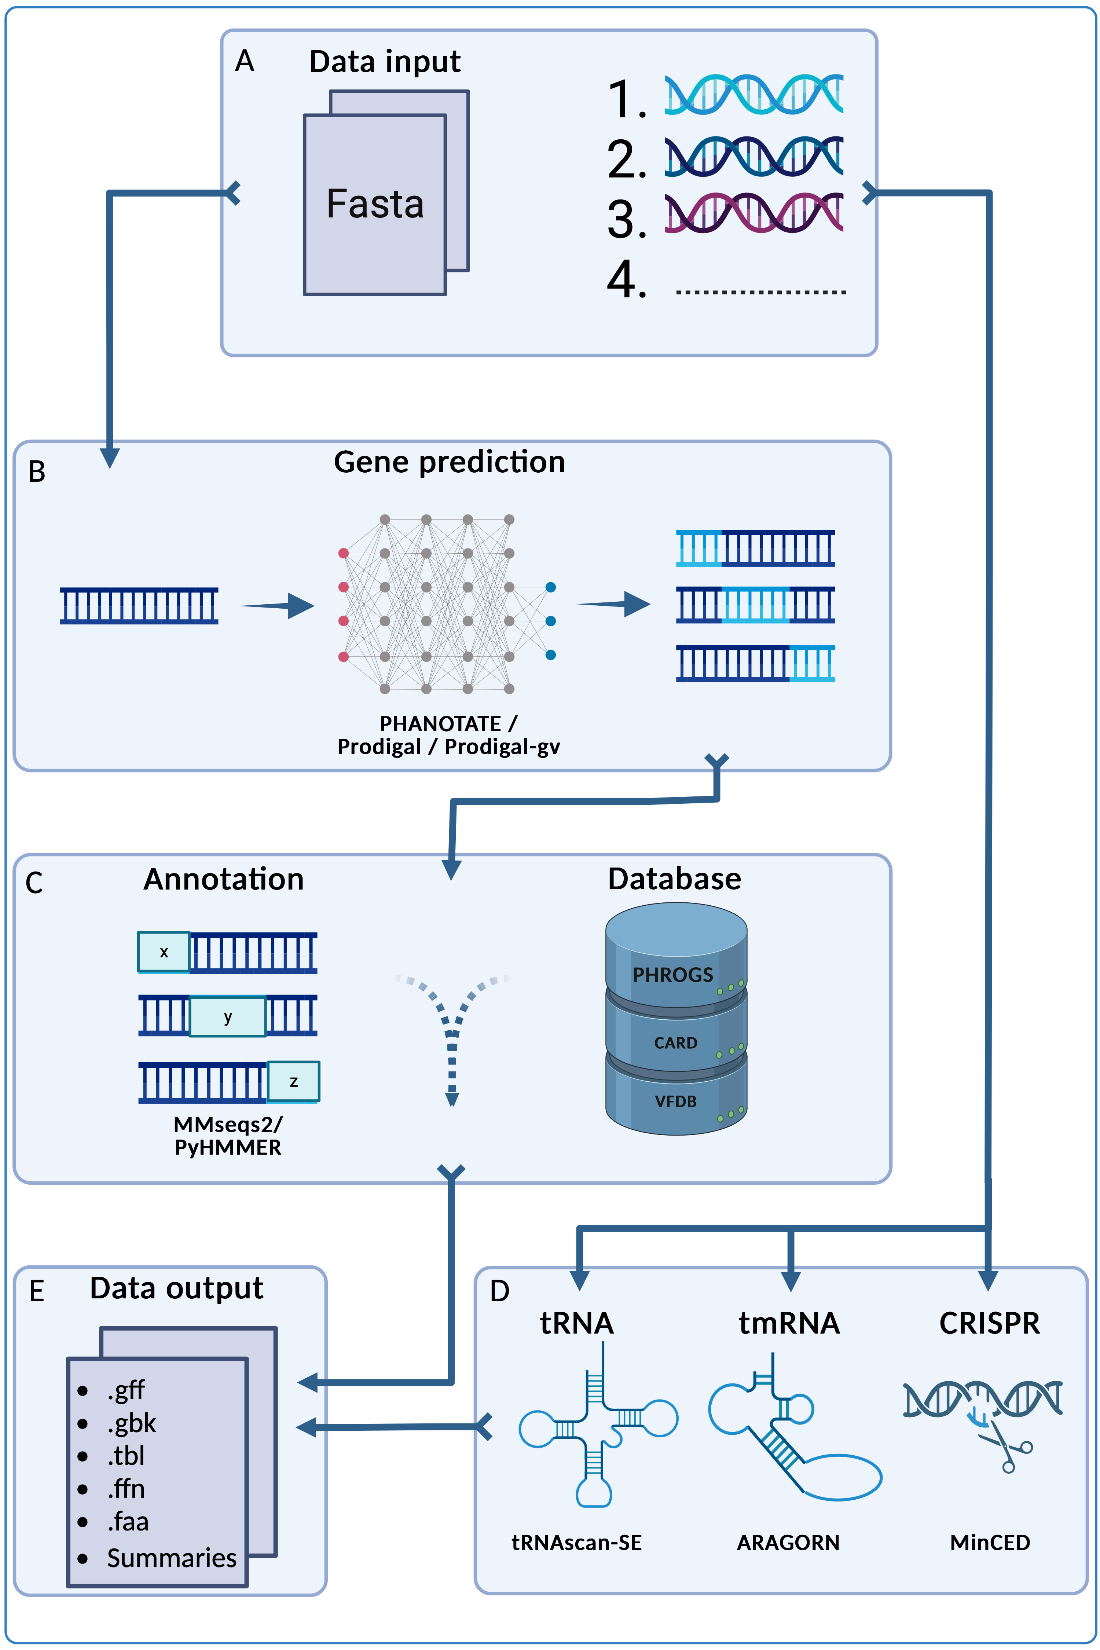 A
Data input
Fasta
1.
2.
3.
4. ....................
B
Gene prediction
PHANOTATE /
Prodigal / Prodigal-gv
C
Annotation
x
y
z
MMseqs2/
PyHMMER
Database
PHROGS
CARD
VFDB
E
Data output
• .gff
• .gbk
• .tbl
• .ffn
• .faa
• Summaries
D
tRNA
tmRNA
CRISPR
tRNAscan-SE
ARAGORN
MinCED